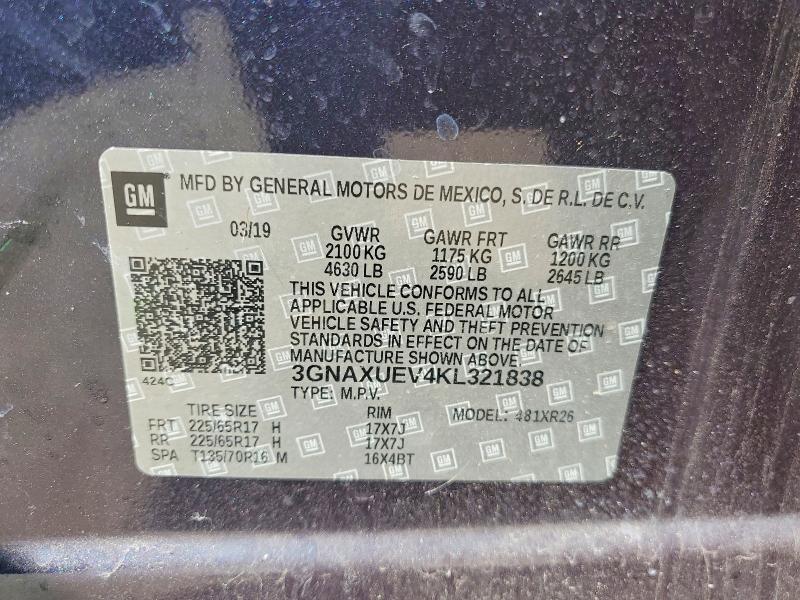 GM MFD BY GENERAL MOTORS DE MEXICO, S. DE R.L. DE C.V.
03/19 GVWR GAWR FRT GAWR RR
2100 KG 1175 KG 1200 KG
4630 LB 2590 LB 2645 LB
THIS VEHICLE CONFORMS TO ALL
APPLICABLE U.S. FEDERAL MOTOR
VEHICLE SAFETY AND THEFT PREVENTION
STANDARDS IN EFFECT ON THE DATE OF
MANUFACTURE SHOWN ABOVE.
424C 3GNAXUEV4KL321838
TYPE: M.P.V. MODEL: 481XR26
TIRE SIZE RIM
FRT 225/65R17 H 17X7J
RR 225/65R17 H 17X7J
SPA T135/70R16 M 16X4BT